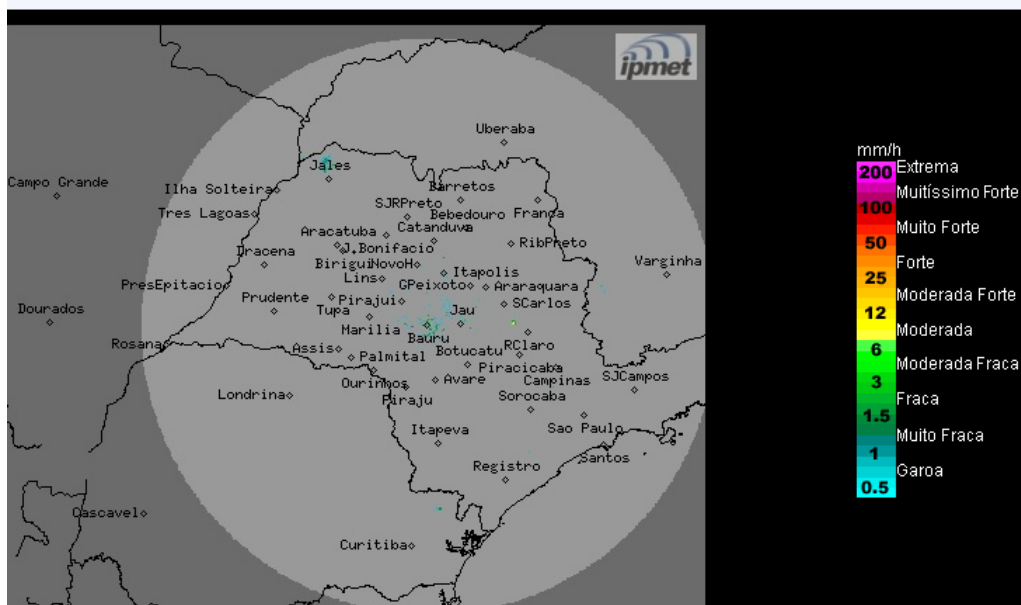 ipmet
Uberaba
Jales
Campo Grande
Ilha Solteira
Barretos
SJRPreto
Tres Lagoas
Bebedouro
Franca
Catanduva
Aracatuba
RibPreto
J.Bonifacio
Dracena
Birigui
NovoH
Itapolis
Varginha
Lins
PresEpitacio
GPeixoto
Araraquara
Prudente
Pirajui
SCarlos
Dourados
Tupa
Jau
Marilia
Bauru
Rosana
RClaro
Assis
Botucatu
Palmital
Piracicaba
Ourinhos
Avare
Campinas
SJCampos
Londrina
Piraju
Sorocaba
Itapeva
Sao Paulo
Santos
Registro
Cascavel
Curitiba
mm/h
200 Extrema
Muitíssimo Forte
100
Muito Forte
50
Forte
25
Moderada Forte
12
Moderada
6
Moderada Fraca
3
Fraca
1.5
Muito Fraca
1
Garoa
0.5